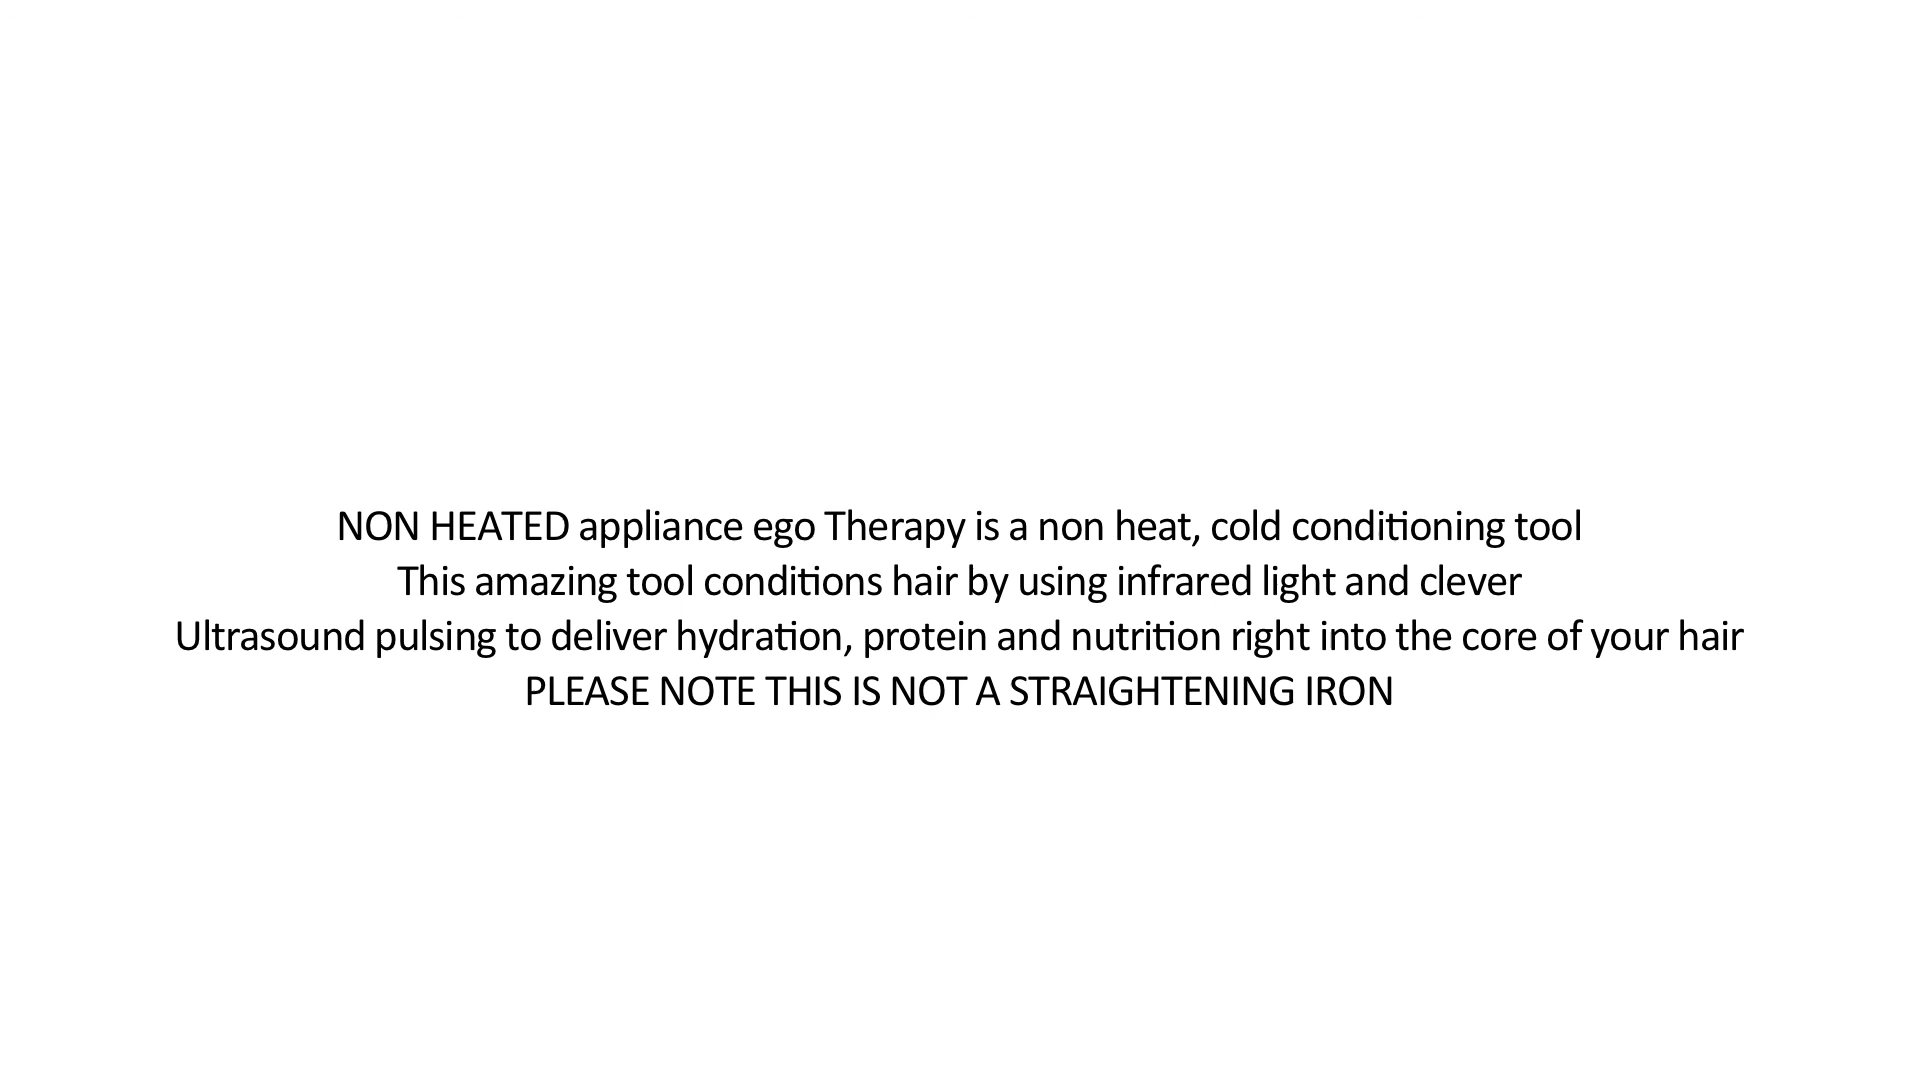 NON HEATED appliance ego Therapy is a non heat, cold conditioning tool
This amazing tool conditions hair by using infrared light and clever
Ultrasound pulsing to deliver hydration, protein and nutrition right into the core of your hair
PLEASE NOTE THIS IS NOT A STRAIGHTENING IRON